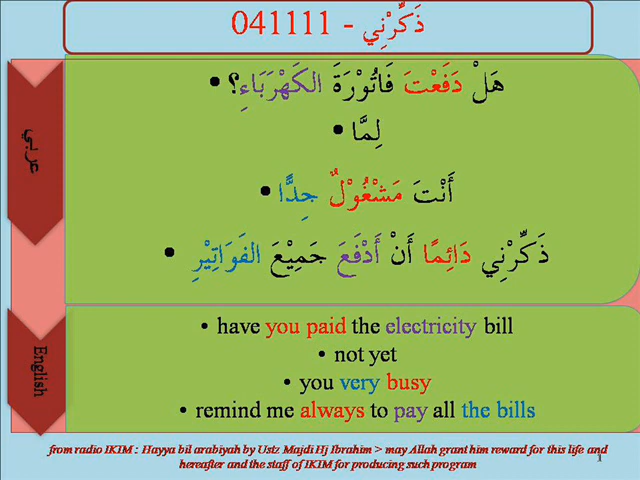 ذَكِّرْنِي - 041111
هَلْ دَفَعْتَ فَاتُوْرَةَ الكَهْرَبَاءِ؟ •
لِمَّا •
أَنْتَ مَشْغُوْلٌ جِدًّا •
ذَكِّرْنِي دَائِمًا أَنْ أَدْفَعَ جَمِيْعَ الفَوَاتِيْرِ •
عربي
• have you paid the electricity bill
• not yet
• you very busy
• remind me always to pay all the bills
English
from radio IKIM : Hayya bil arabiyah by Ustz Majdi Hj Ibrahim > may Allah grant him reward for this life and
hereafter and the staff of IKIM for producing such program
1